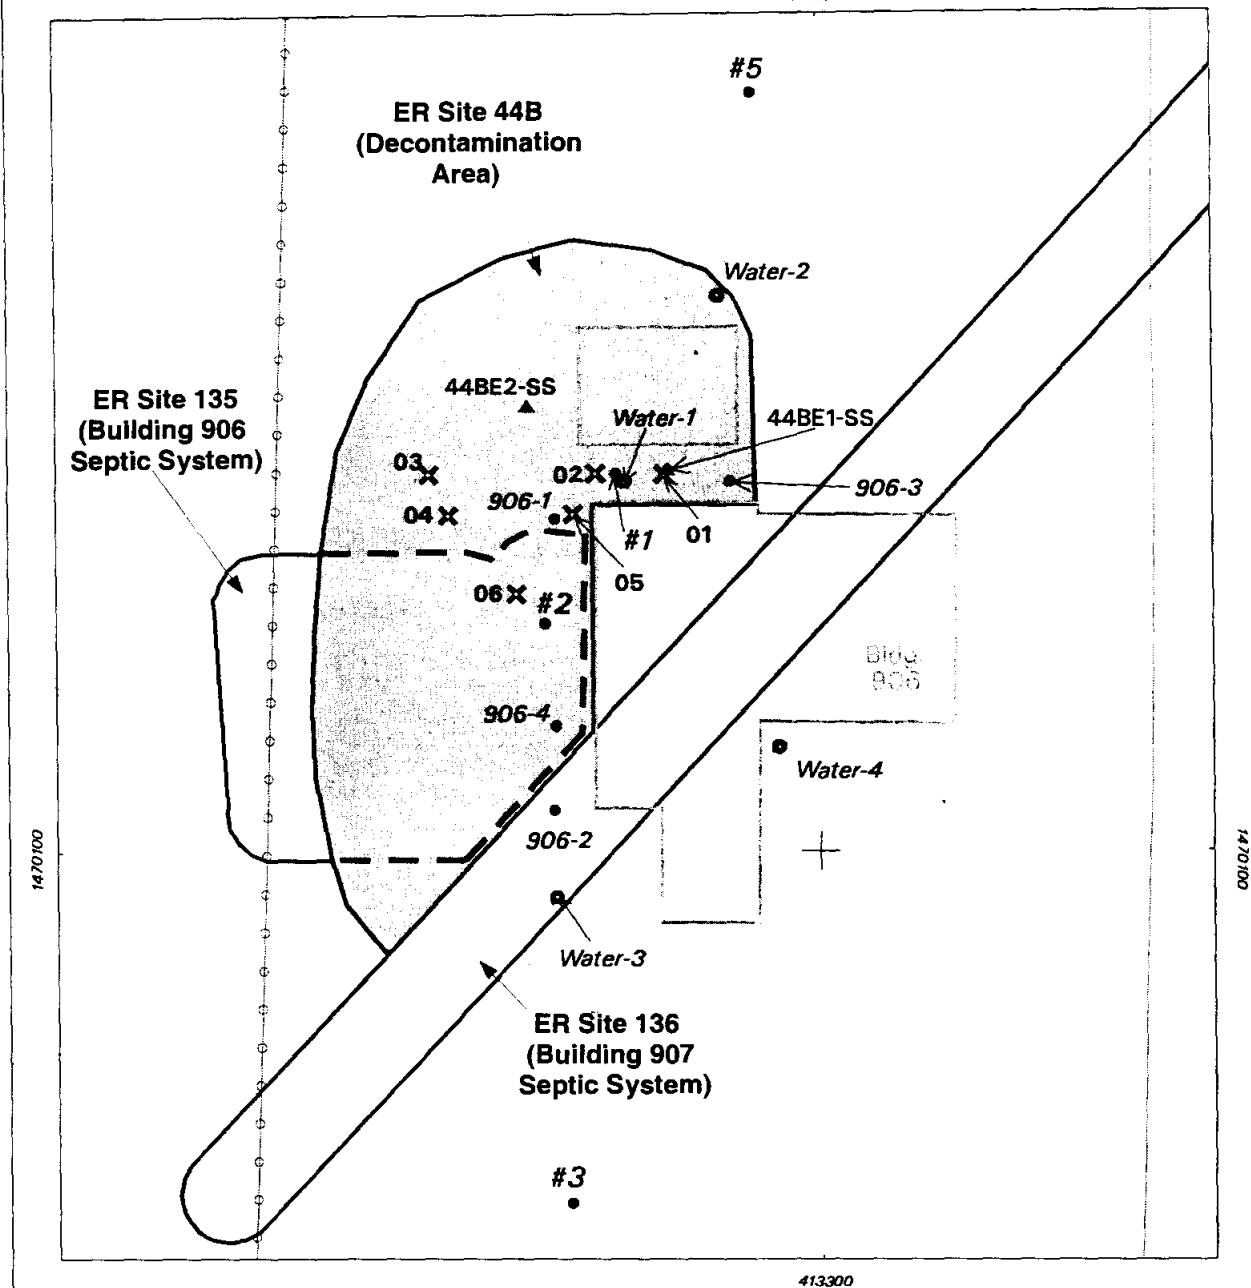 #5
ER Site 44B
(Decontamination
Area)
Water-2
44BE2-SS
Water-1
44BE1-SS
ER Site 135
(Building 906
Septic System)
03
02
906-3
906-1
04
#1
01
05
06
#2
Bldg.
906
906-4
Water-4
906-2
1470100
1470100
Water-3
ER Site 136
(Building 907
Septic System)
#3
413300